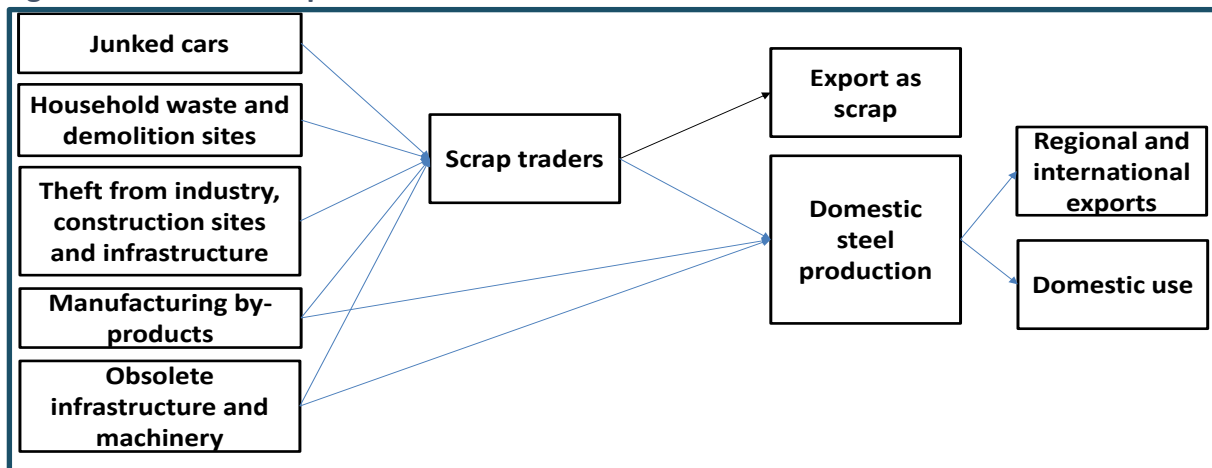 Junked cars
Household waste and
demolition sites
Theft from industry,
construction sites
and infrastructure
Manufacturing by-
products
Obsolete
infrastructure and
machinery
Scrap traders
Export as
scrap
Domestic
steel
production
Regional and
international
exports
Domestic use